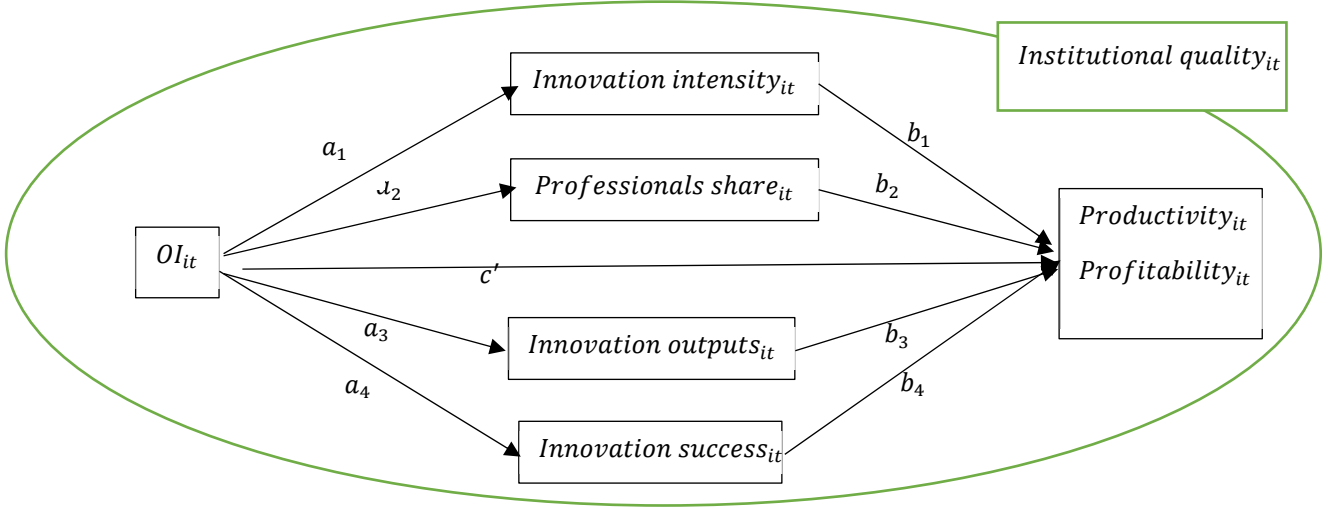 Institutional quality_it
Innovation intensity_it
a_1
b_1
Professionals share_it
b_2
Productivity_it
OI_it
Profitability_it
c′
a_3
Innovation outputs_it
b_3
a_4
b_4
Innovation success_it